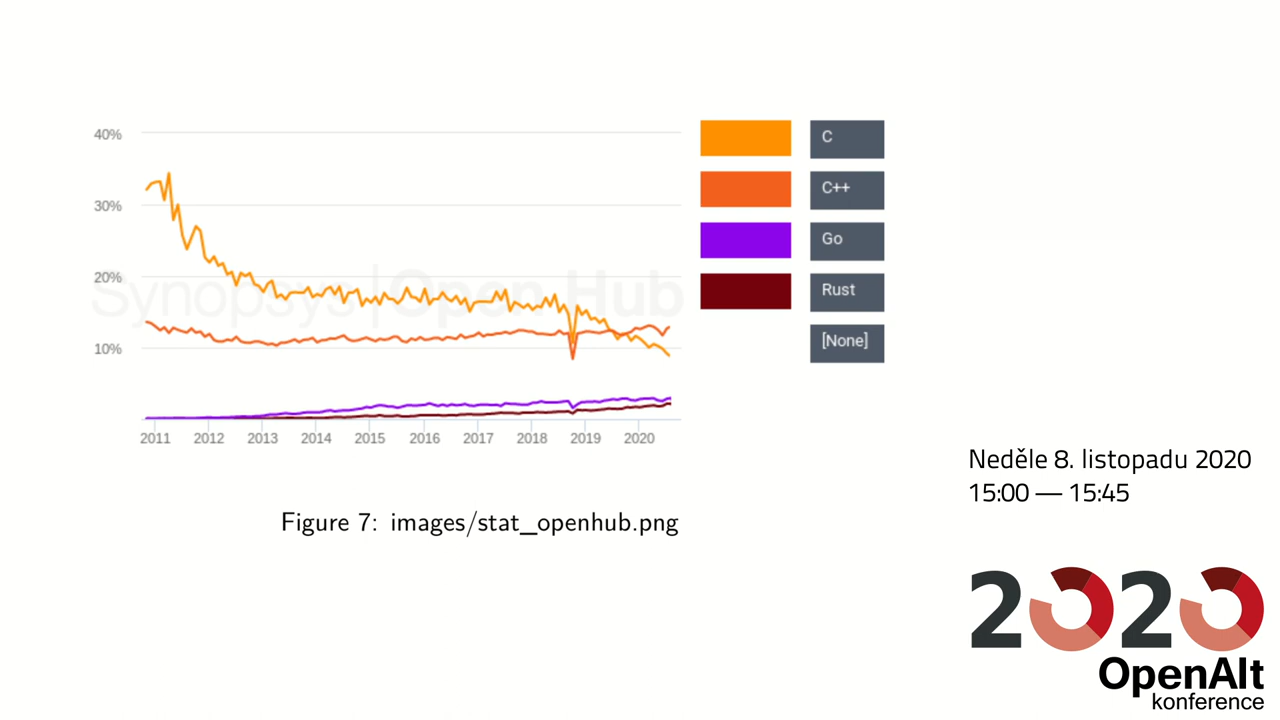 40%
30%
20%
10%
Synopsys | Open Hub
2011 2012 2013 2014 2015 2016 2017 2018 2019 2020
C
C++
Go
Rust
[None]
Figure 7: images/stat_openhub.png
Neděle 8. listopadu 2020
15:00 — 15:45
2020
OpenAlt
konference